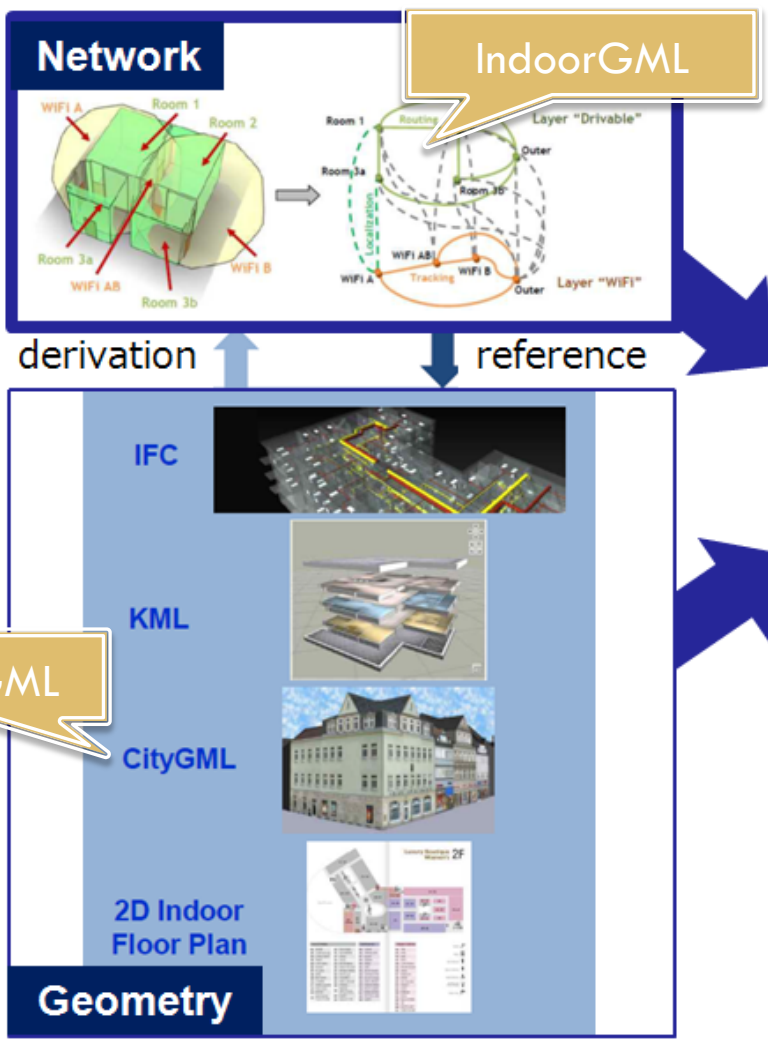 Network
IndoorGML
WiFi A
Room 1
Room 2
Room 3a
WiFi AB
Room 3b
WiFi B
Room 1
Routing
Layer "Drivable"
Outer
Room 3a
Room 3b
Localization
WiFi AB
WiFi B
WiFi A
Tracking
Outer
Layer "WiFi"
derivation
reference
IFC
KML
GML
CityGML
2D Indoor
Floor Plan
2F
Geometry